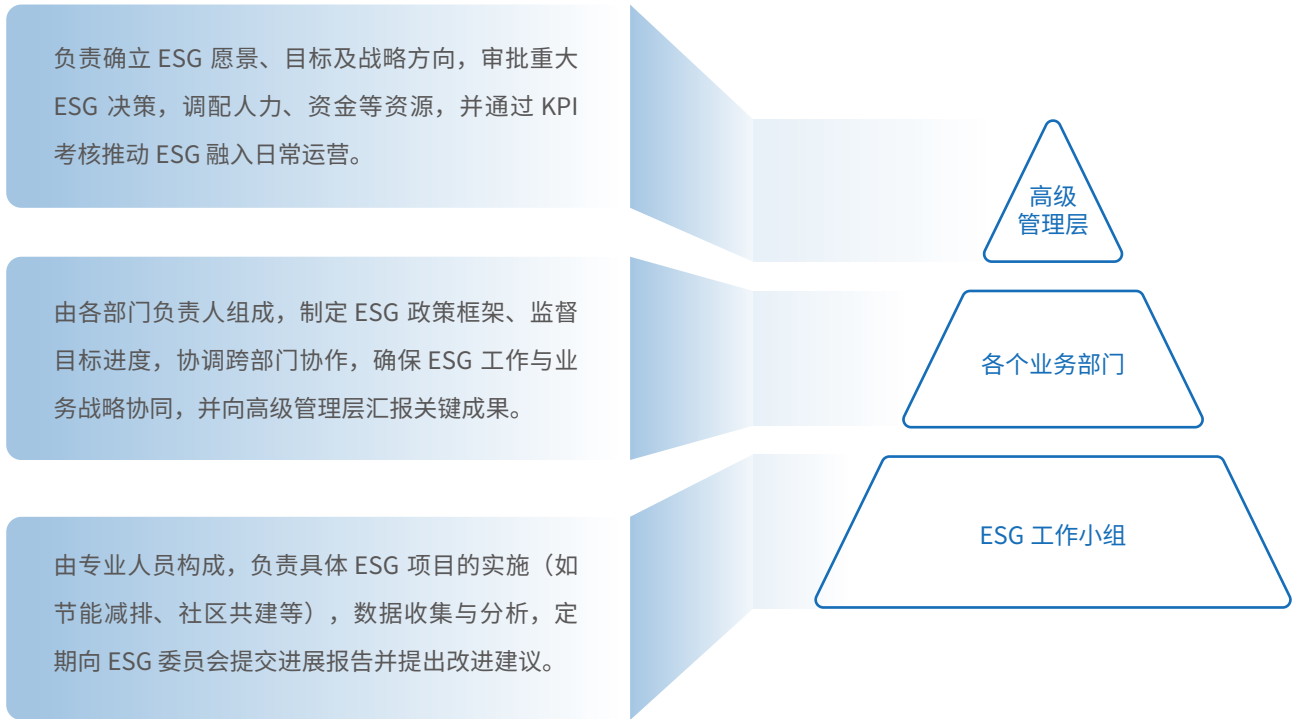 负责确立 ESG 愿景、目标及战略方向，审批重大
ESG 决策，调配人力、资金等资源，并通过 KPI
考核推动 ESG 融入日常运营。
高级
管理层
由各部门负责人组成，制定 ESG 政策框架、监督
目标进度，协调跨部门协作，确保 ESG 工作与业
务战略协同，并向高级管理层汇报关键成果。
各个业务部门
由专业人员构成，负责具体 ESG 项目的实施（如
节能减排、社区共建等），数据收集与分析，定
期向 ESG 委员会提交进展报告并提出改进建议。
ESG 工作小组